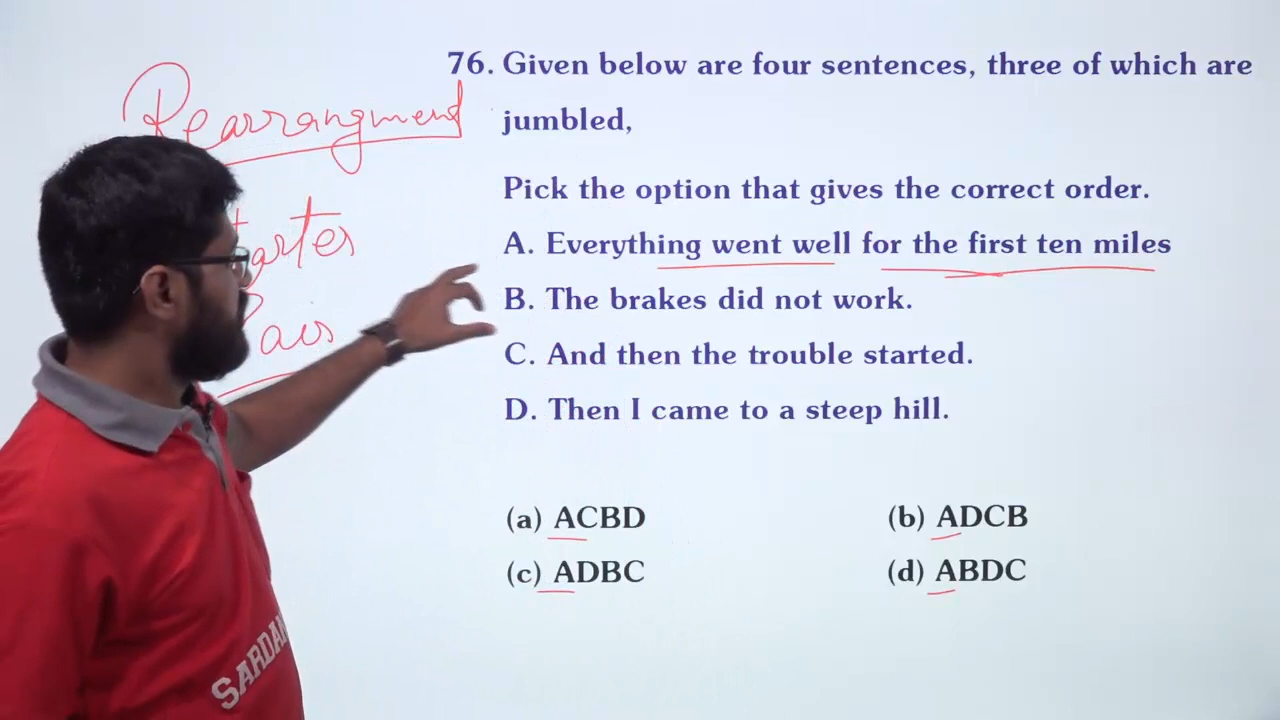 Rearrangment
76. Given below are four sentences, three of which are
jumbled,
Pick the option that gives the correct order.
A. Everything went well for the first ten miles
B. The brakes did not work.
C. And then the trouble started.
D. Then I came to a steep hill.
(a) ACBD
(b) ADCB
(c) ADBC
(d) ABDC